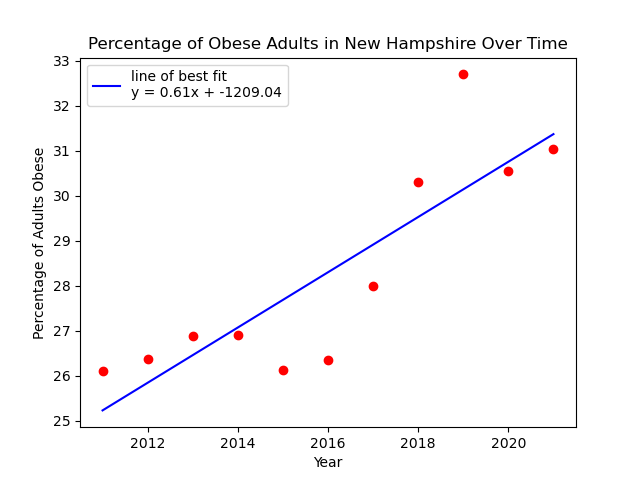 Percentage of Obese Adults in New Hampshire Over Time
line of best fit
y = 0.61x + -1209.04
33
32
31
30
29
28
27
26
25
Percentage of Adults Obese
2012 2014 2016 2018 2020
Year